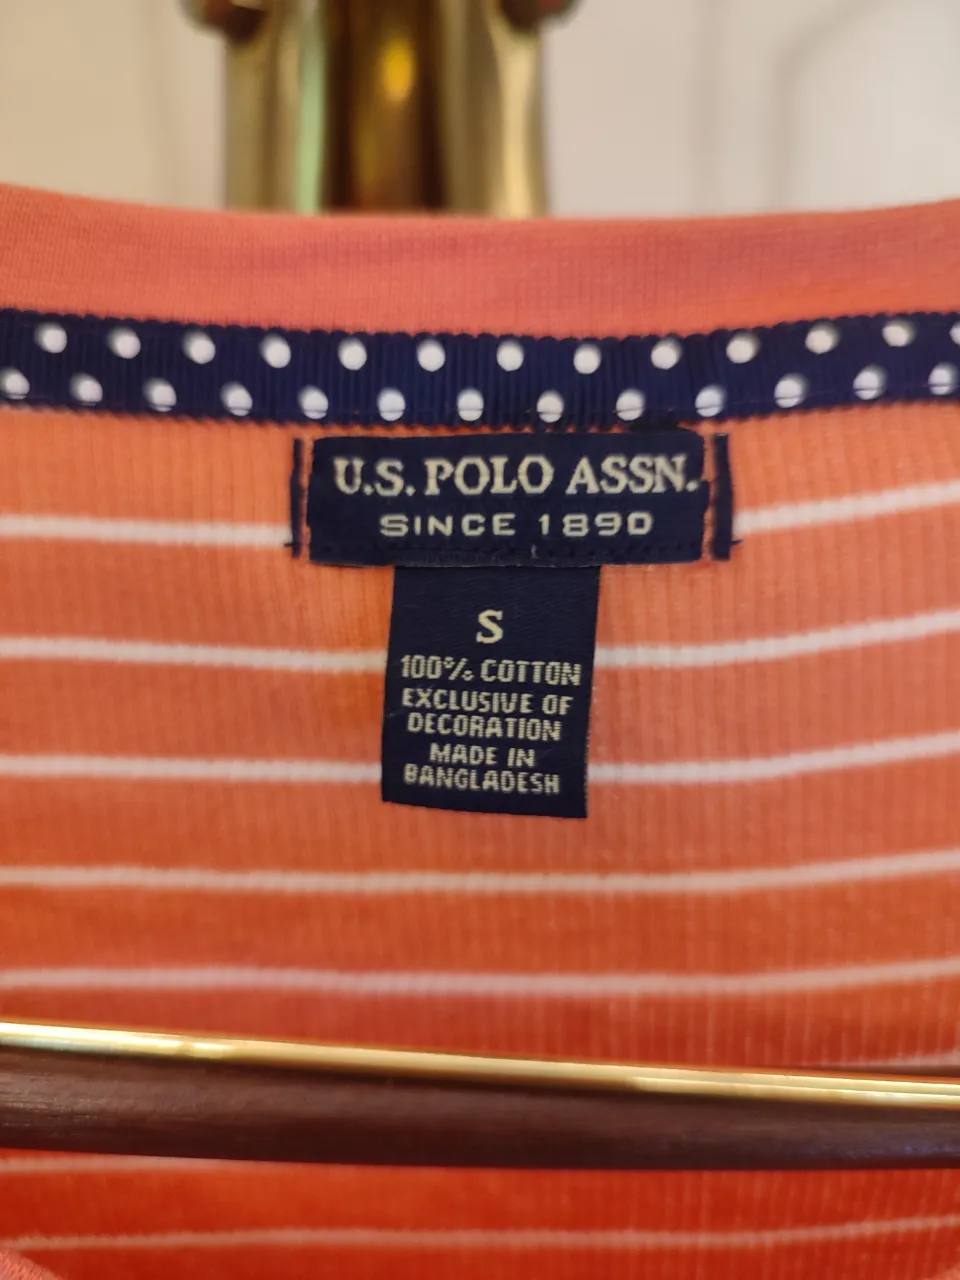 U.S. POLO ASSN.
SINCE 1890
S
100% COTTON
EXCLUSIVE OF
DECORATION
MADE IN
BANGLADESH